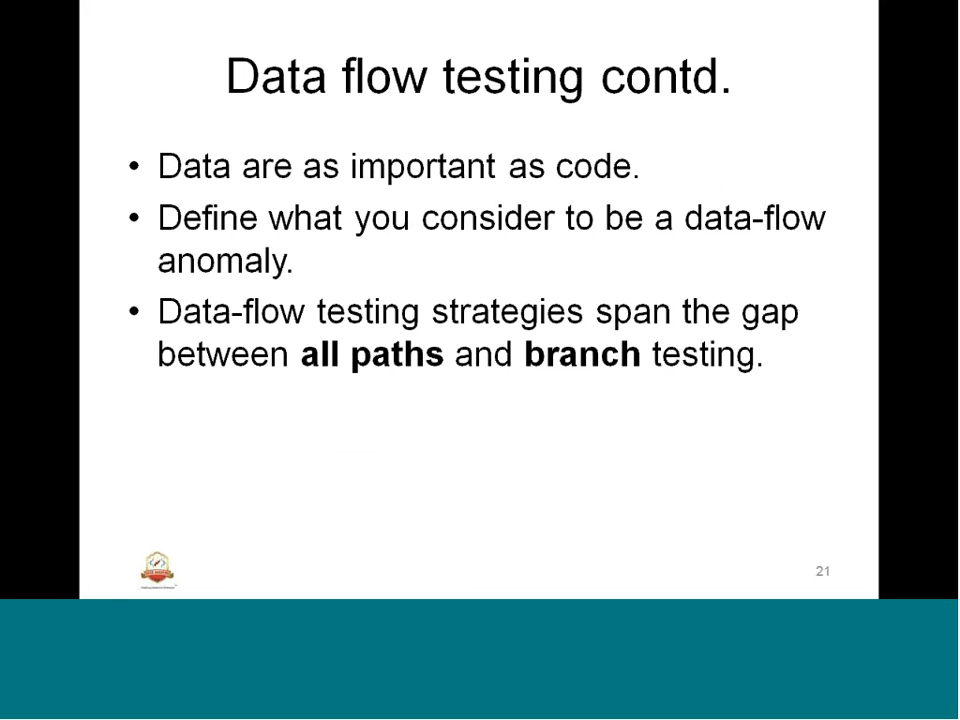 Data flow testing contd.
• Data are as important as code.
• Define what you consider to be a data-flow
anomaly.
• Data-flow testing strategies span the gap
between all paths and branch testing.
21